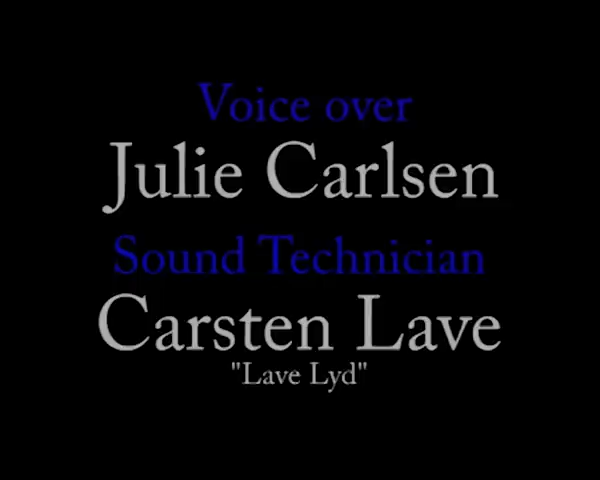 Voice over
Julie Carlsen
Sound Technician
Carsten Lave
"Lave Lyd"